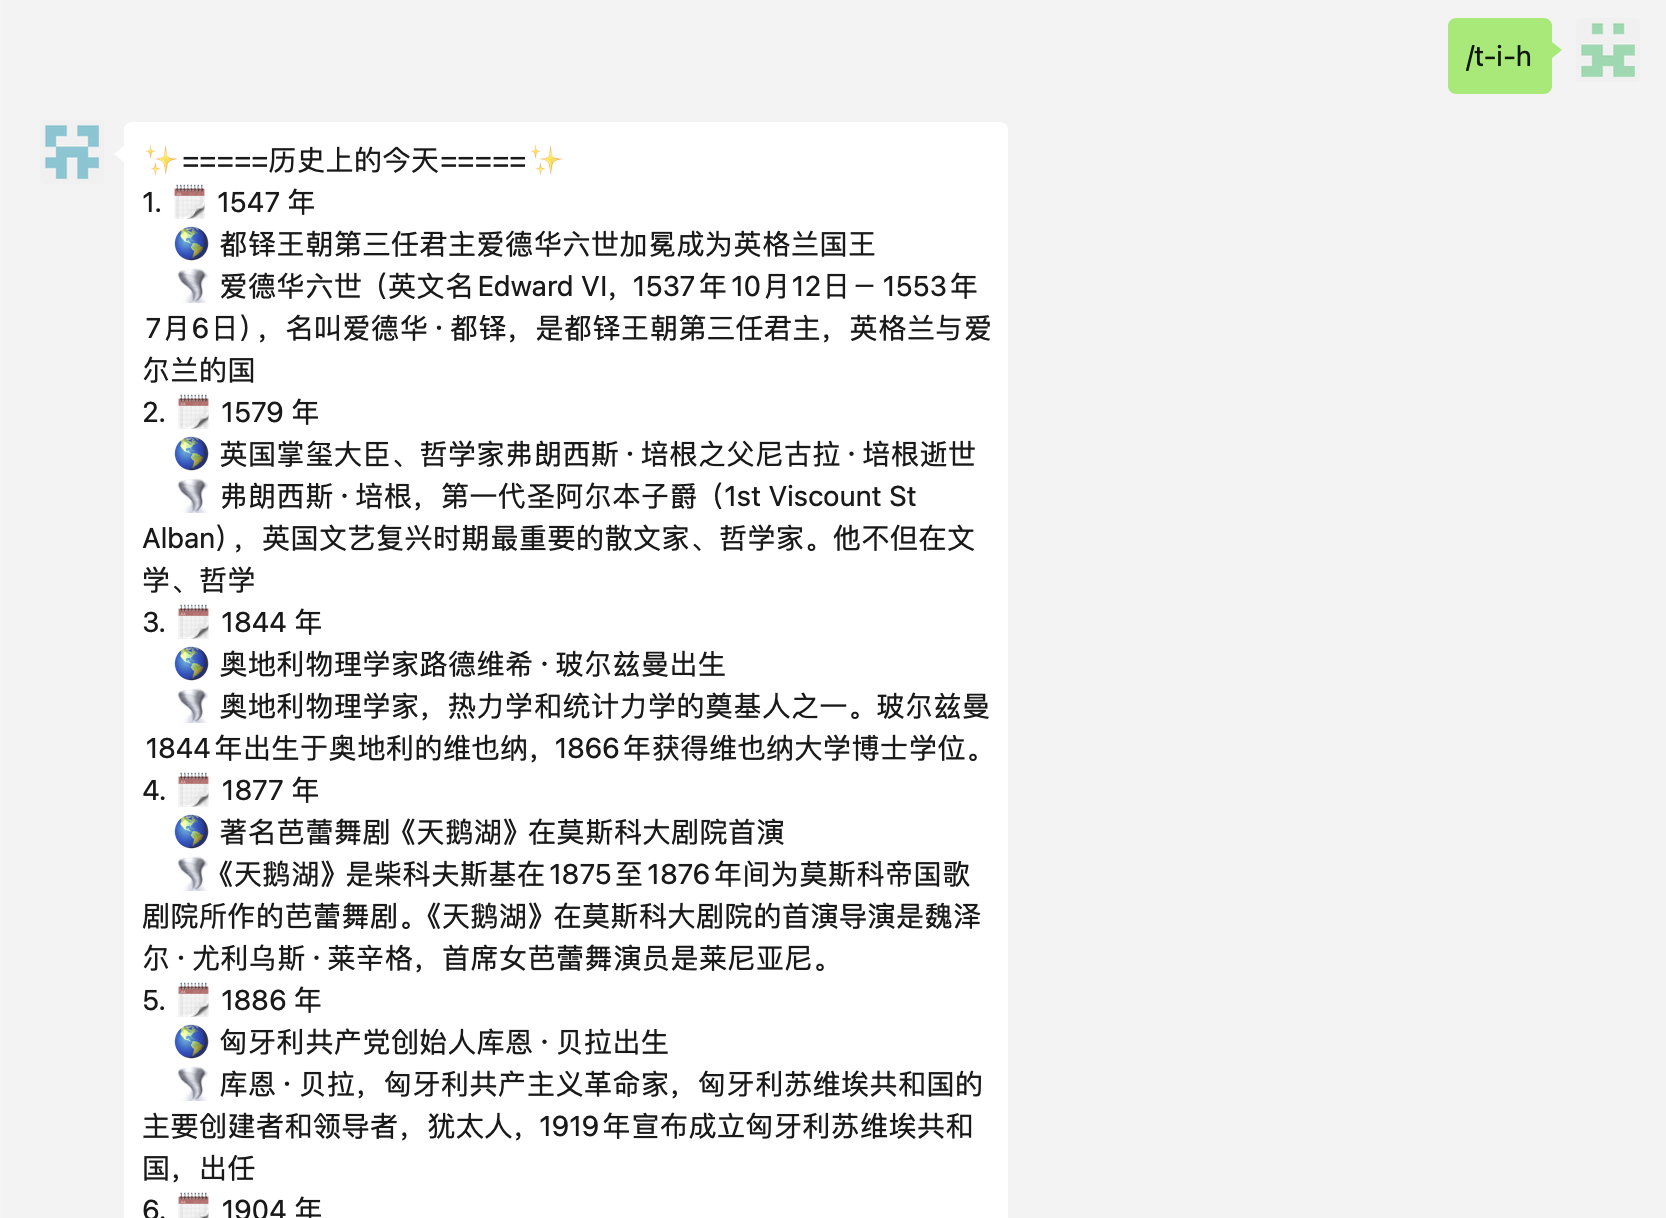 /t-i-h
✨=====历史上的今天=====✨
1. 🗓 1547 年
🌎 都铎王朝第三任君主爱德华六世加冕成为英格兰国王
🌪 爱德华六世（英文名Edward VI，1537年10月12日－1553年
7月6日），名叫爱德华·都铎，是都铎王朝第三任君主，英格兰与爱
尔兰的国
2. 🗓 1579 年
🌎 英国掌玺大臣、哲学家弗朗西斯·培根之父尼古拉·培根逝世
🌪 弗朗西斯·培根，第一代圣阿尔本子爵（1st Viscount St
Alban），英国文艺复兴时期最重要的散文家、哲学家。他不但在文
学、哲学
3. 🗓 1844 年
🌎 奥地利物理学家路德维希·玻尔兹曼出生
🌪 奥地利物理学家，热力学和统计力学的奠基人之一。玻尔兹曼
1844年出生于奥地利的维也纳，1866年获得维也纳大学博士学位。
4. 🗓 1877 年
🌎 著名芭蕾舞剧《天鹅湖》在莫斯科大剧院首演
🌪《天鹅湖》是柴科夫斯基在1875至1876年间为莫斯科帝国歌
剧院所作的芭蕾舞剧。《天鹅湖》在莫斯科大剧院的首演导演是魏泽
尔·尤利乌斯·莱辛格，首席女芭蕾舞演员是莱尼亚尼。
5. 🗓 1886 年
🌎 匈牙利共产党创始人库恩·贝拉出生
🌪 库恩·贝拉，匈牙利共产主义革命家，匈牙利苏维埃共和国的
主要创建者和领导者，犹太人，1919年宣布成立匈牙利苏维埃共和
国，出任
6. 🗓 1904 年